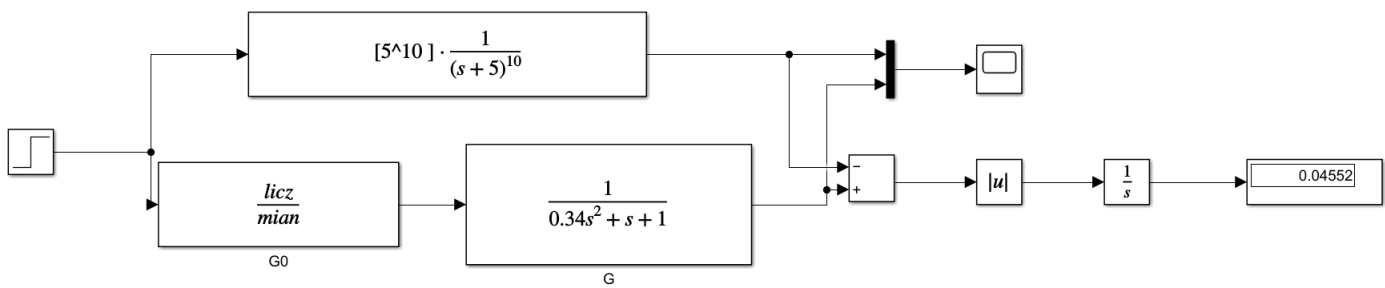 [5^10 ] · 1/(s + 5)^10
licz/mian
G0
1/(0.34s^2 + s + 1)
G
−
+
|u|
1/s
0.04552